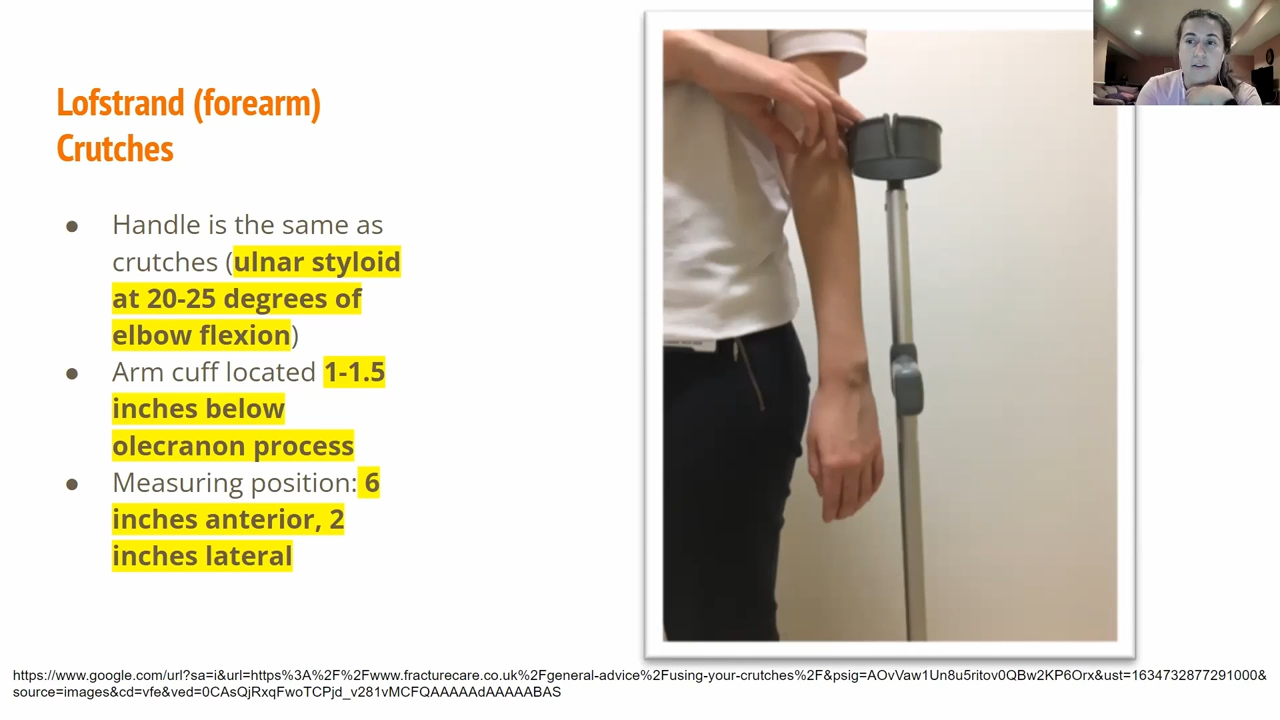 Lofstrand (forearm)
Crutches
● Handle is the same as
crutches (ulnar styloid
at 20-25 degrees of
elbow flexion)
● Arm cuff located 1-1.5
inches below
olecranon process
● Measuring position: 6
inches anterior, 2
inches lateral
https://www.google.com/url?sa=i&url=https%3A%2F%2Fwww.fracturecare.co.uk%2Fgeneral-advice%2Fusing-your-crutches%2F&psig=AOvVaw1Un8u5ritov0QBw2KP6Orx&ust=1634732877291000&
source=images&cd=vfe&ved=0CAsQjRxqFwoTCPjd_v281vMCFQAAAAAdAAAAABAS